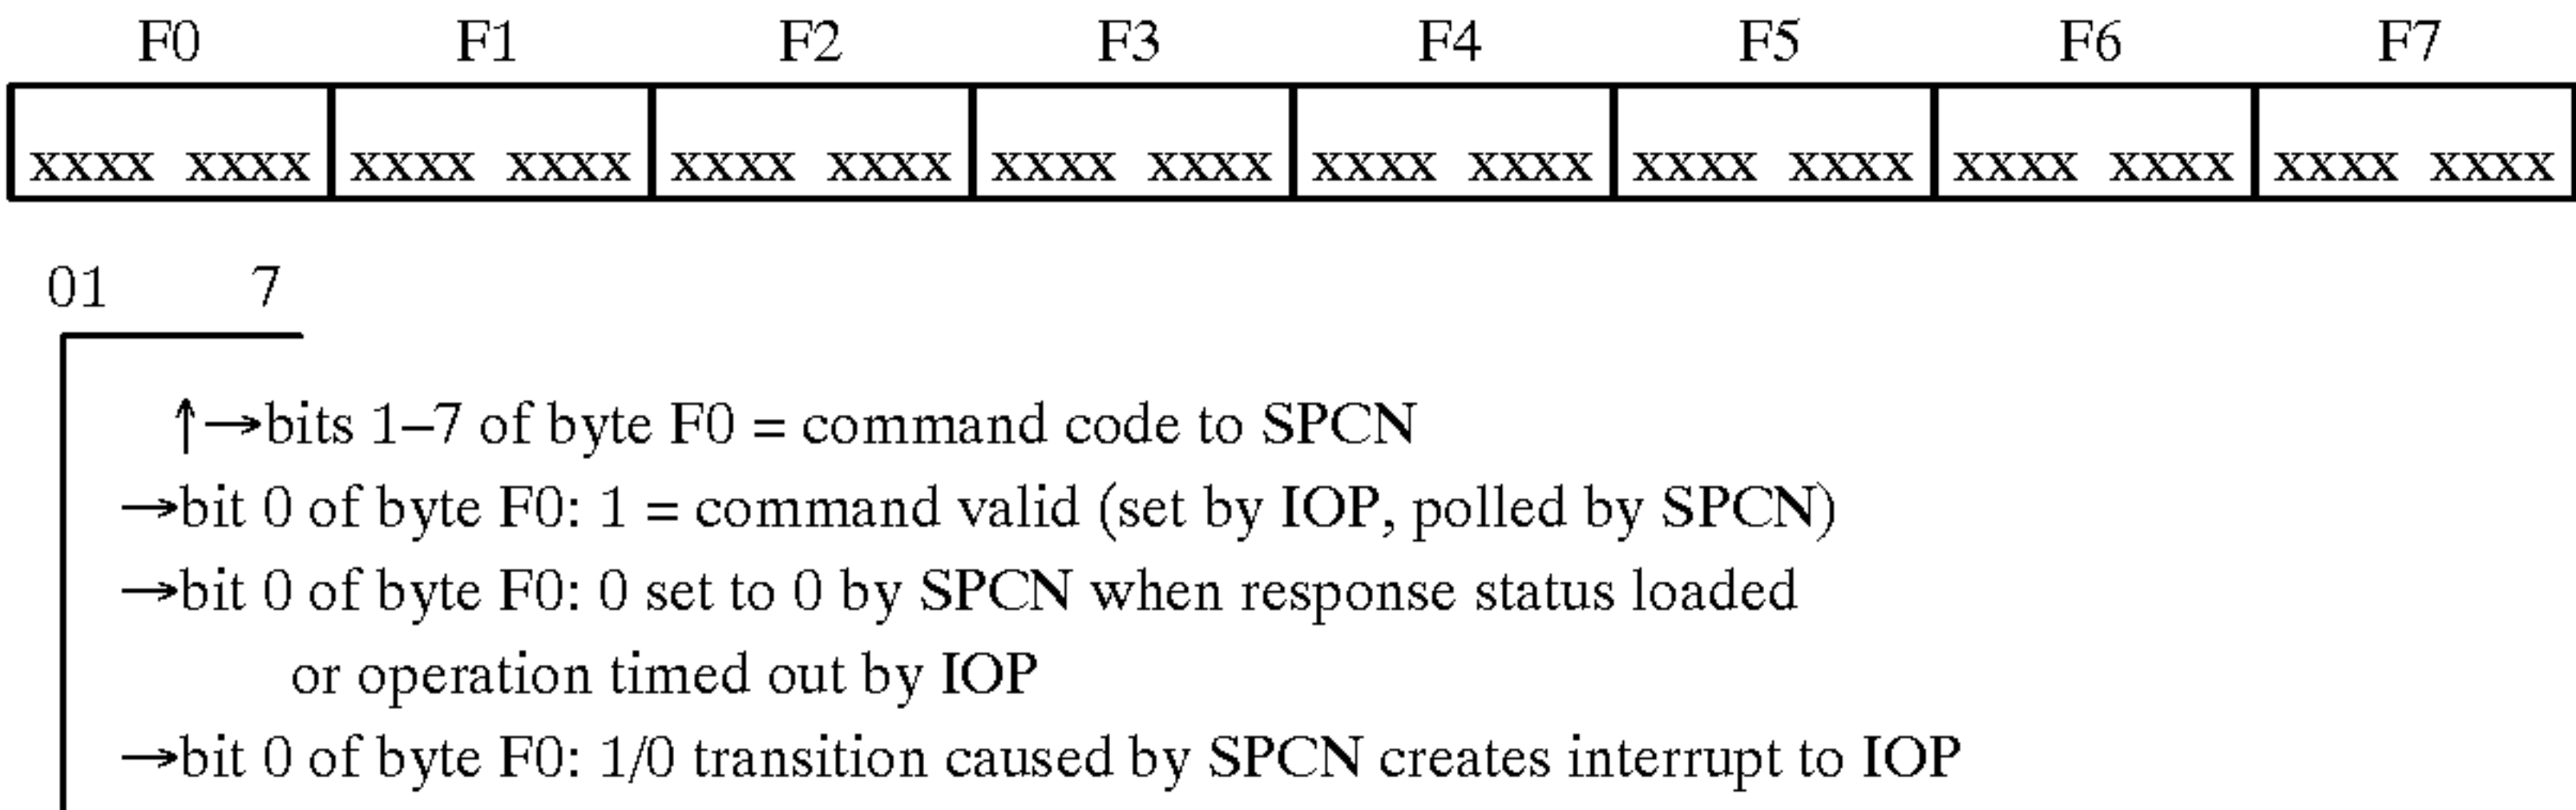 F0 F1 F2 F3 F4 F5 F6 F7
xxxx xxxx xxxx xxxx xxxx xxxx xxxx xxxx xxxx xxxx xxxx xxxx xxxx xxxx xxxx xxxx
01 7
↑→bits 1–7 of byte F0 = command code to SPCN
→bit 0 of byte F0: 1 = command valid (set by IOP, polled by SPCN)
→bit 0 of byte F0: 0 set to 0 by SPCN when response status loaded
or operation timed out by IOP
→bit 0 of byte F0: 1/0 transition caused by SPCN creates interrupt to IOP